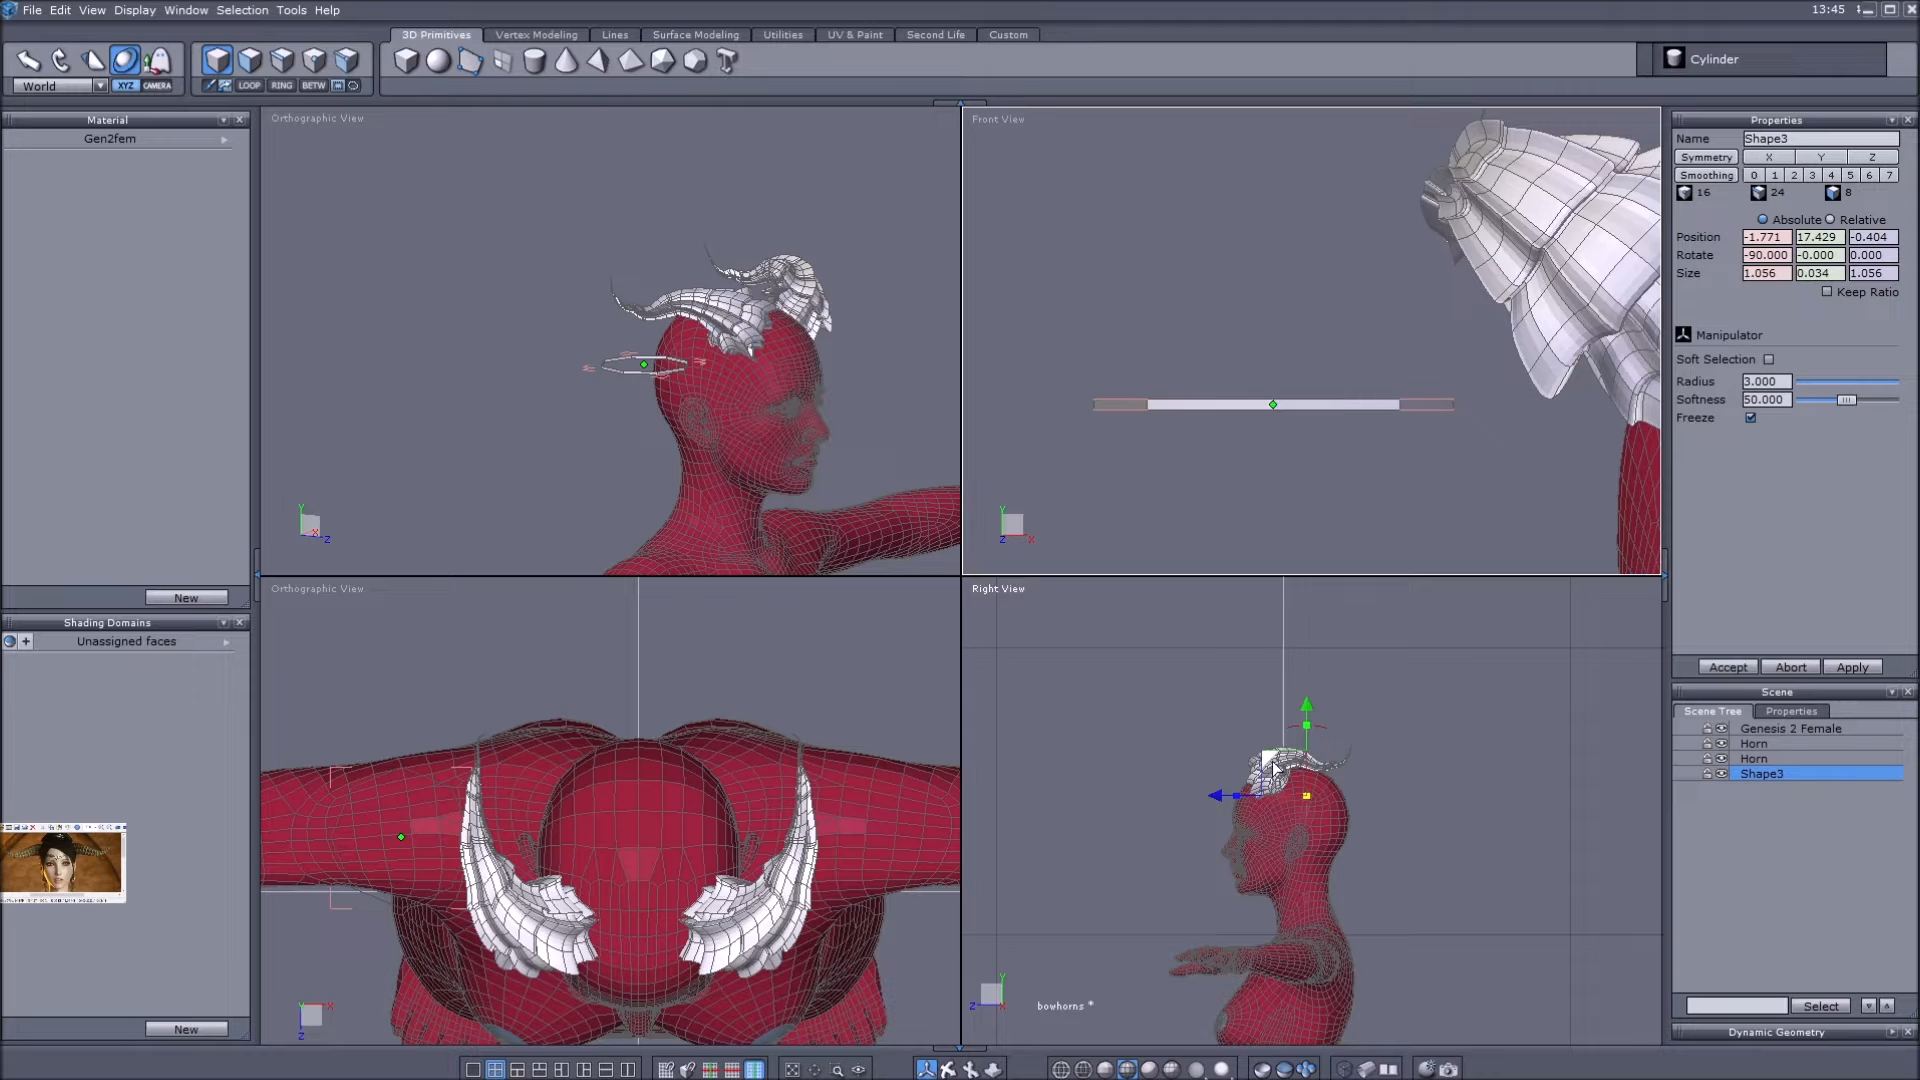 File Edit View Display Window Selection Tools Help
13:45
3D Primitives Vertex Modeling Lines Surface Modeling Utilities UV & Paint Second Life Custom
Cylinder
World XYZ CAMERA LOOP RING BETW
Material
Gen2fem
New
Shading Domains
Unassigned faces
New
Orthographic View
Y
X
Z
Front View
Y
Z
X
Orthographic View
Y
X
Z
Right View
Y
Z
X
bowhorns *
Properties
Name Shape3
Symmetry X Y Z
Smoothing 0 1 2 3 4 5 6 7
16 24 8
Absolute Relative
Position -1.771 17.429 -0.404
Rotate -90.000 -0.000 0.000
Size 1.056 0.034 1.056
Keep Ratio
Manipulator
Soft Selection
Radius 3.000
Softness 50.000
Freeze
Accept Abort Apply
Scene
Scene Tree Properties
Genesis 2 Female
Horn
Horn
Shape3
Select
Dynamic Geometry